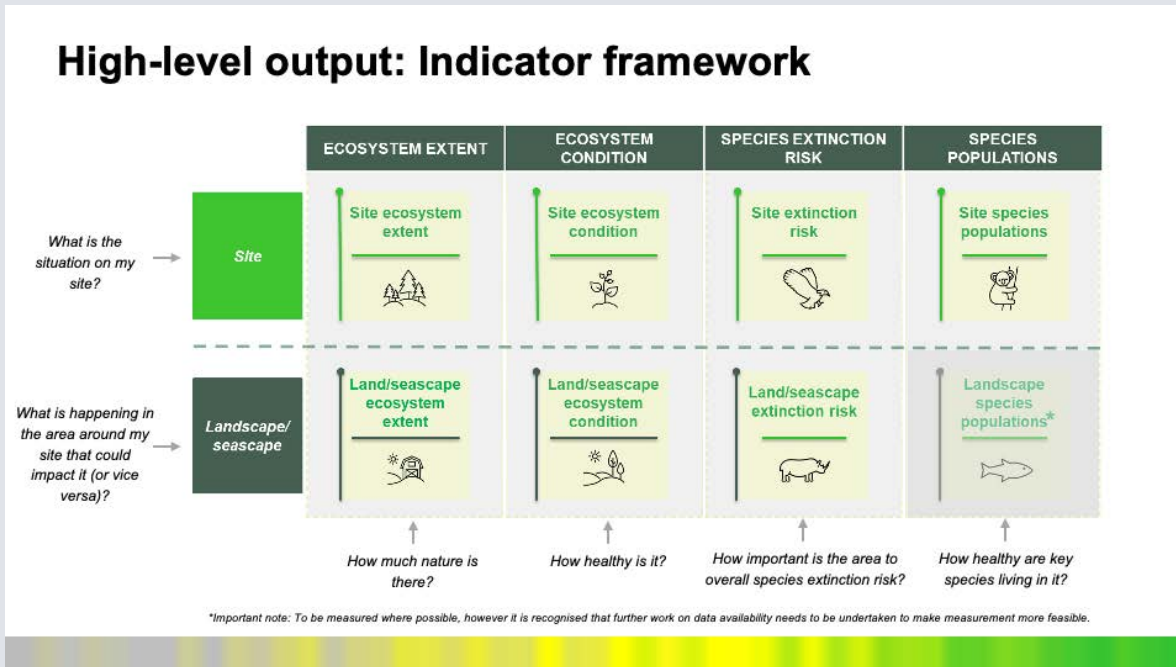 High-level output: Indicator framework
ECOSYSTEM EXTENT
ECOSYSTEM
CONDITION
SPECIES EXTINCTION
RISK
SPECIES
POPULATIONS
What is the
situation on my
site?
Site
Site ecosystem
extent
Site ecosystem
condition
Site extinction
risk
Site species
populations
What is happening in
the area around my
site that could
impact it (or vice
versa)?
Landscape/
seascape
Land/seascape
ecosystem
extent
Land/seascape
ecosystem
condition
Land/seascape
extinction risk
Landscape
species
populations*
How much nature is
there?
How healthy is it?
How important is the area to
overall species extinction risk?
How healthy are key
species living in it?
*Important note: To be measured where possible, however it is recognised that further work on data availability needs to be undertaken to make measurement more feasible.